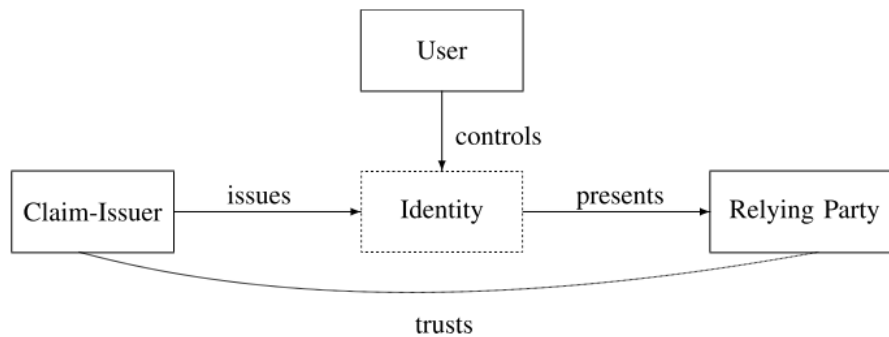 User
controls
Claim-Issuer
issues
Identity
presents
Relying Party
trusts